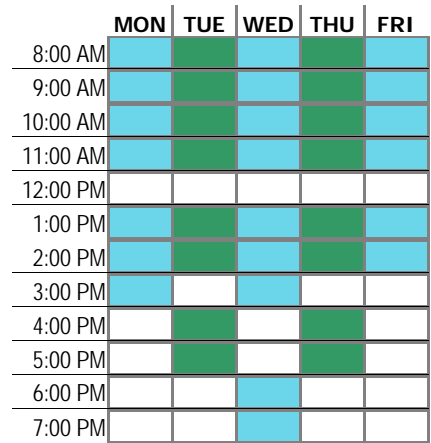 MON TUE WED THU FRI
8:00 AM
9:00 AM
10:00 AM
11:00 AM
12:00 PM
1:00 PM
2:00 PM
3:00 PM
4:00 PM
5:00 PM
6:00 PM
7:00 PM